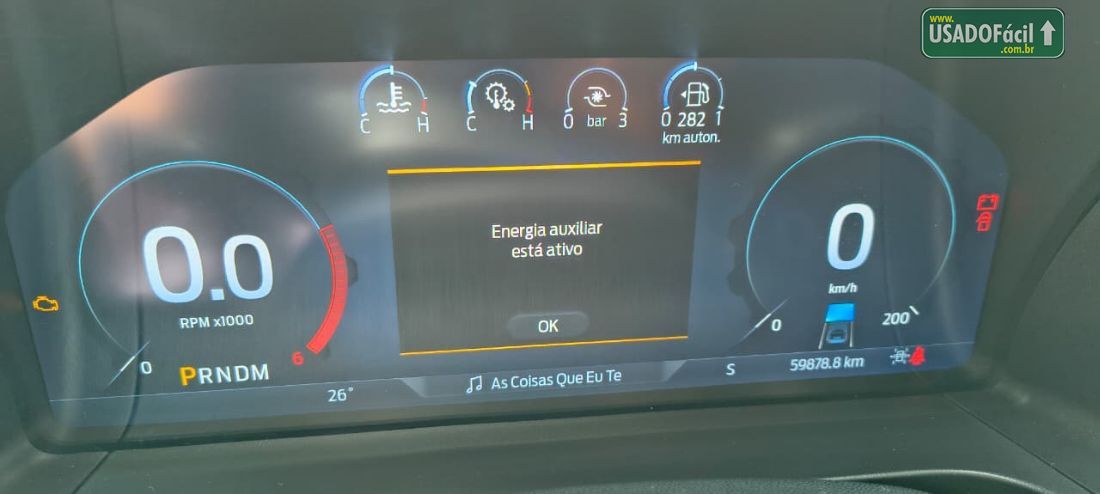 www.
USADOFácil
.com.br
C H
C H
0 bar 3
0 282 1
km auton.
Energia auxiliar
está ativo
OK
0.0
RPM x1000
0
6
PRNDM
0
km/h
0
200
26°
As Coisas Que Eu Te
S
59878.8 km